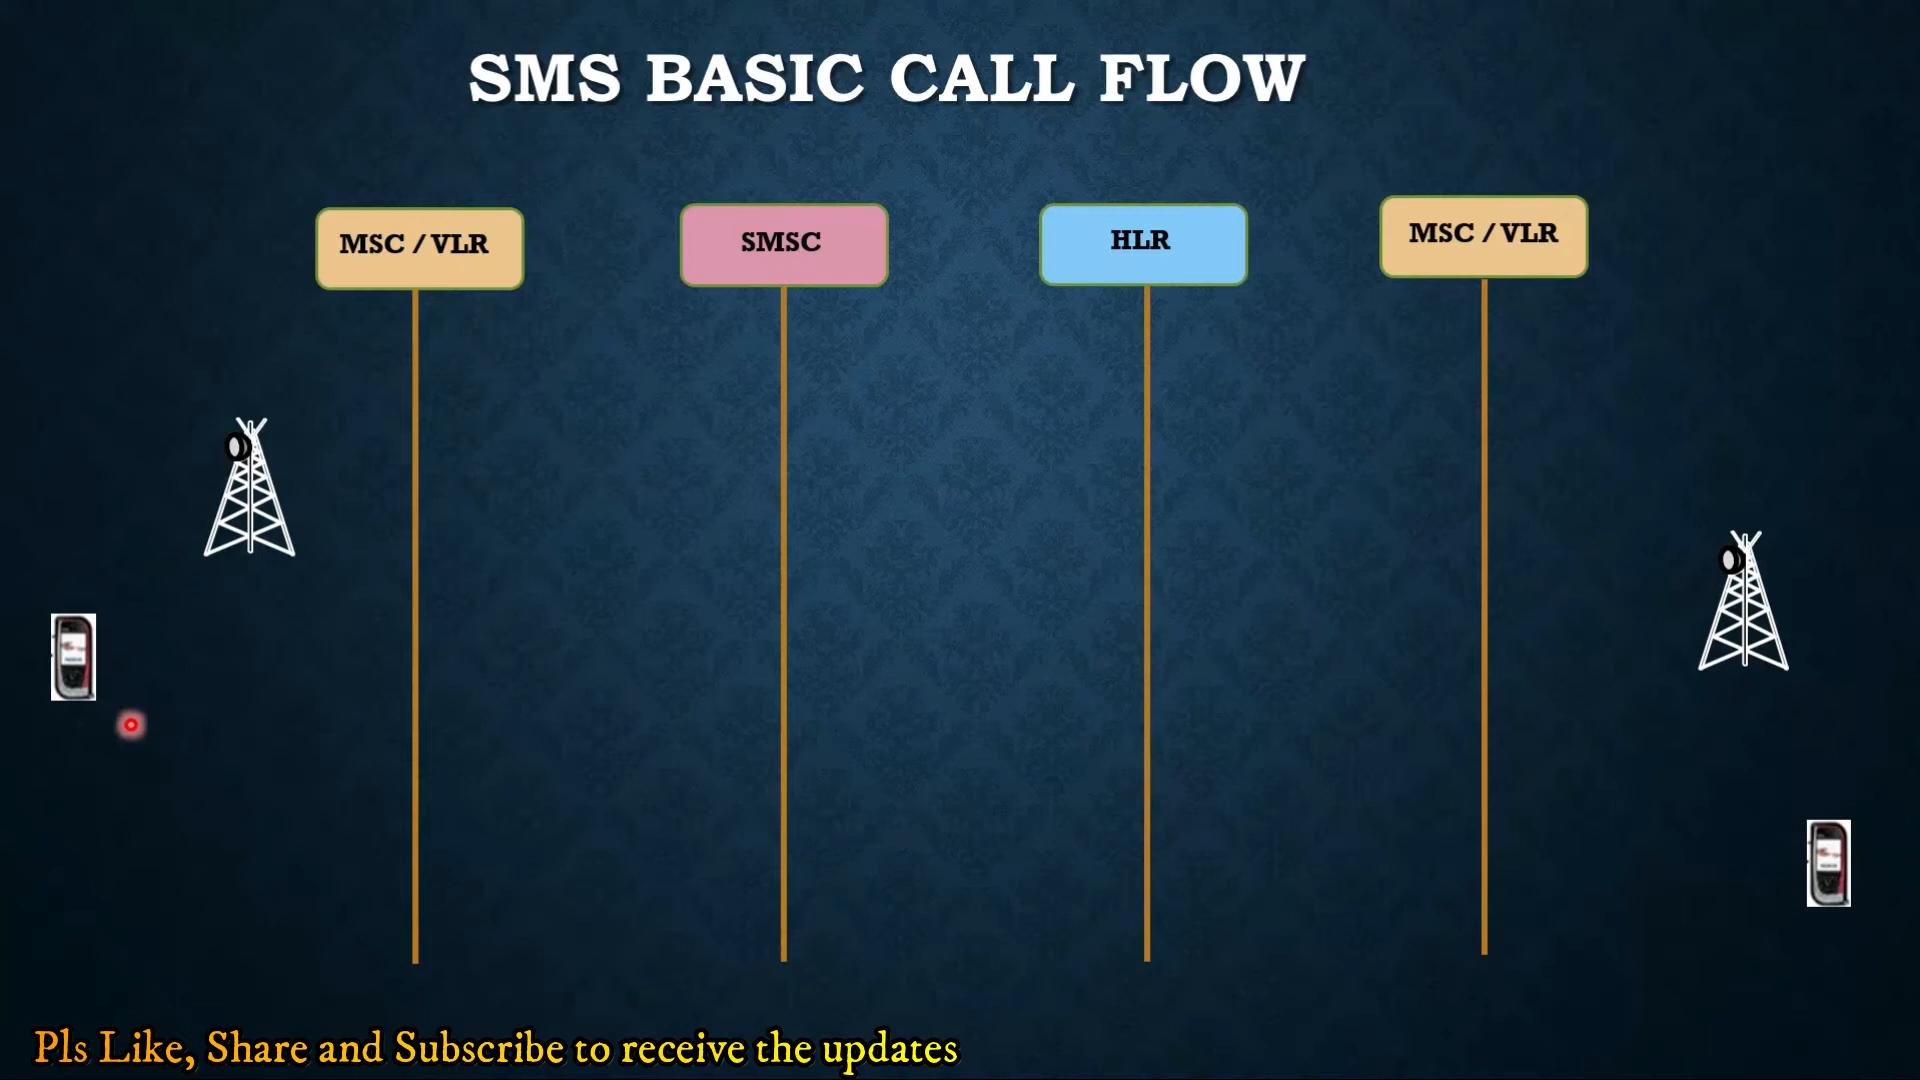 SMS BASIC CALL FLOW
MSC / VLR
SMSC
HLR
MSC / VLR
Pls Like, Share and Subscribe to receive the updates